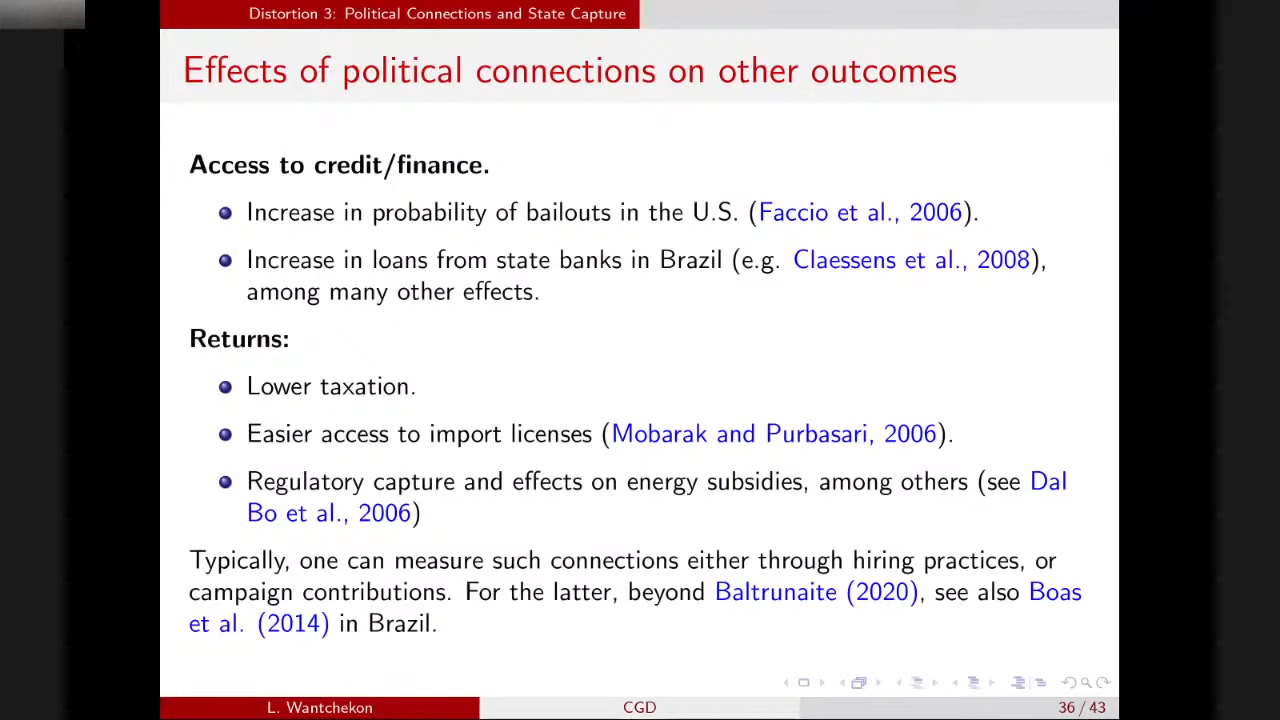 Distortion 3: Political Connections and State Capture
Effects of political connections on other outcomes
Access to credit/finance.
Increase in probability of bailouts in the U.S. (Faccio et al., 2006).
Increase in loans from state banks in Brazil (e.g. Claessens et al., 2008),
among many other effects.
Returns:
Lower taxation.
Easier access to import licenses (Mobarak and Purbasari, 2006).
Regulatory capture and effects on energy subsidies, among others (see Dal
Bo et al., 2006)
Typically, one can measure such connections either through hiring practices, or
campaign contributions. For the latter, beyond Baltrunaite (2020), see also Boas
et al. (2014) in Brazil.
L. Wantchekon CGD 36 / 43